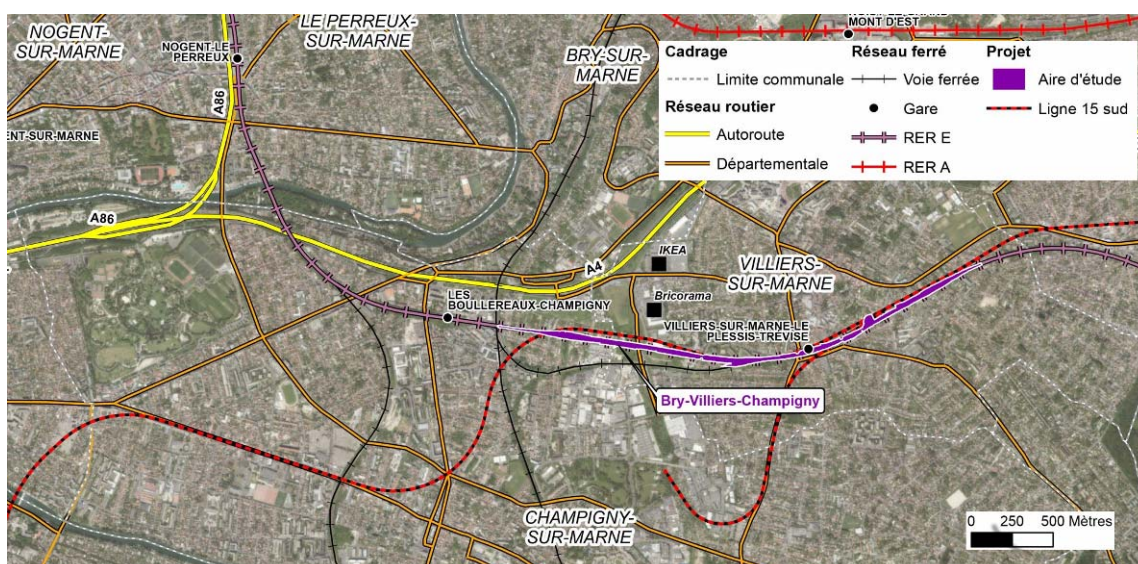 NOGENT-
SUR-MARNE
LE PERREUX-
SUR-MARNE
NOGENT-LE
PERREUX
A86
BRY-SUR-
MARNE
MONT D'EST
Cadrage
Limite communale
Réseau routier
Autoroute
Départementale
Réseau ferré
Voie ferrée
Gare
RER E
RER A
Projet
Aire d'étude
Ligne 15 sud
ENT-SUR-MARNE
A86
A4
IKEA
Bricorama
VILLIERS-
SUR-MARNE
LES
BOULLEREAUX-CHAMPIGNY
VILLIERS-SUR-MARNE-LE
PLESSIS-TREVISE
Bry-Villiers-Champigny
CHAMPIGNY-
SUR-MARNE
0 250 500 Mètres